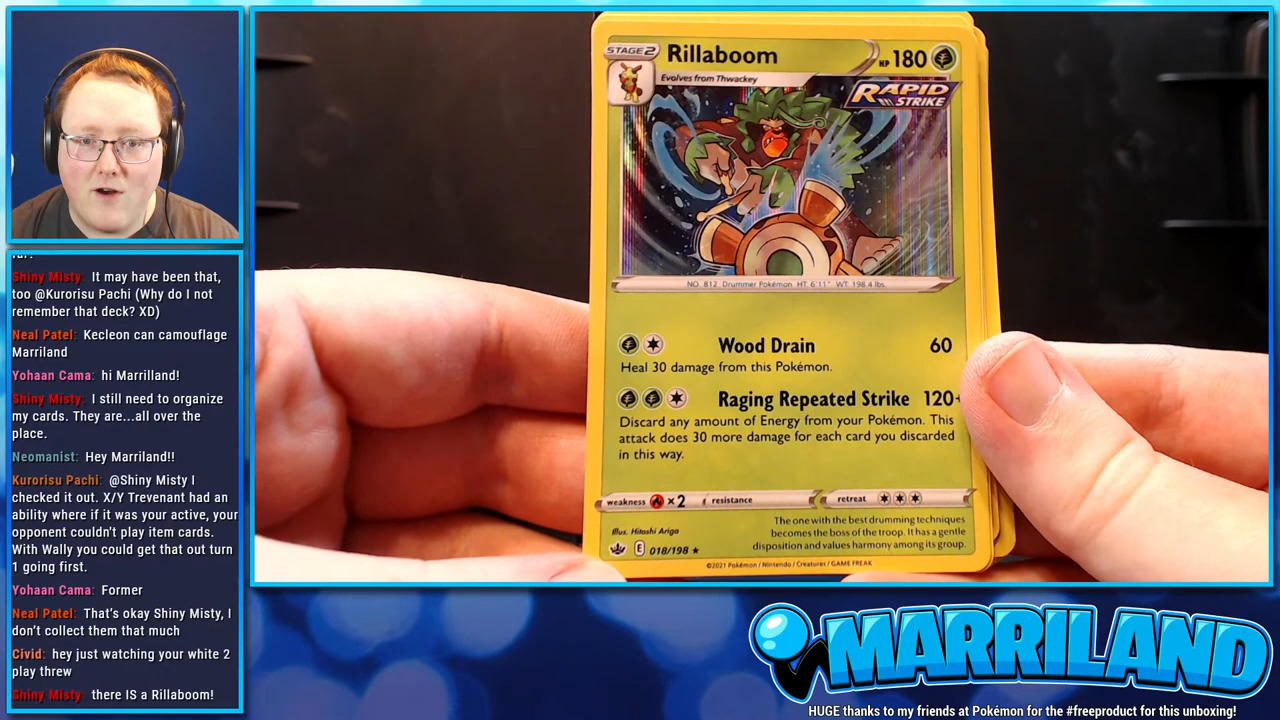 Shiny Misty: It may have been that,
too @Kurorisu Pachi (Why do I not
remember that deck? XD)
Neal Patel: Kecleon can camouflage
Marriland
Yohaan Cama: hi Marrilland!
Shiny Misty: I still need to organize
my cards. They are...all over the
place.
Neomanist: Hey Marriland!!
Kurorisu Pachi: @Shiny Misty I
checked it out. X/Y Trevenant had an
ability where if it was your active, your
opponent couldn't play item cards.
With Wally you could get that out turn
1 going first.
Yohaan Cama: Former
Neal Patel: That's okay Shiny Misty, I
don't collect them that much
Civid: hey just watching your white 2
play threw
Shiny Misty: there IS a Rillaboom!
STAGE 2 Rillaboom HP 180
Evolves from Thwackey
RAPID
STRIKE
NO. 812 Drummer Pokémon HT: 6'11" WT: 198.4 lbs.
Wood Drain 60
Heal 30 damage from this Pokémon.
Raging Repeated Strike 120+
Discard any amount of Energy from your Pokémon. This
attack does 30 more damage for each card you discarded
in this way.
weakness ×2 resistance retreat
Illus. Hitoshi Ariga
The one with the best drumming techniques
becomes the boss of the troop. It has a gentle
disposition and values harmony among its group.
E 018/198 ★
©2021 Pokémon / Nintendo / Creatures / GAME FREAK
MARRILAND
HUGE thanks to my friends at Pokémon for the #freeproduct for this unboxing!